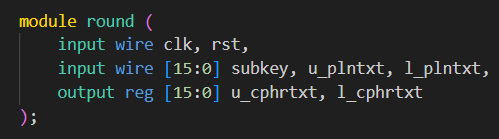 module round (
    input wire clk, rst,
    input wire [15:0] subkey, u_plntxt, l_plntxt,
    output reg [15:0] u_cphrtxt, l_cphrtxt
);